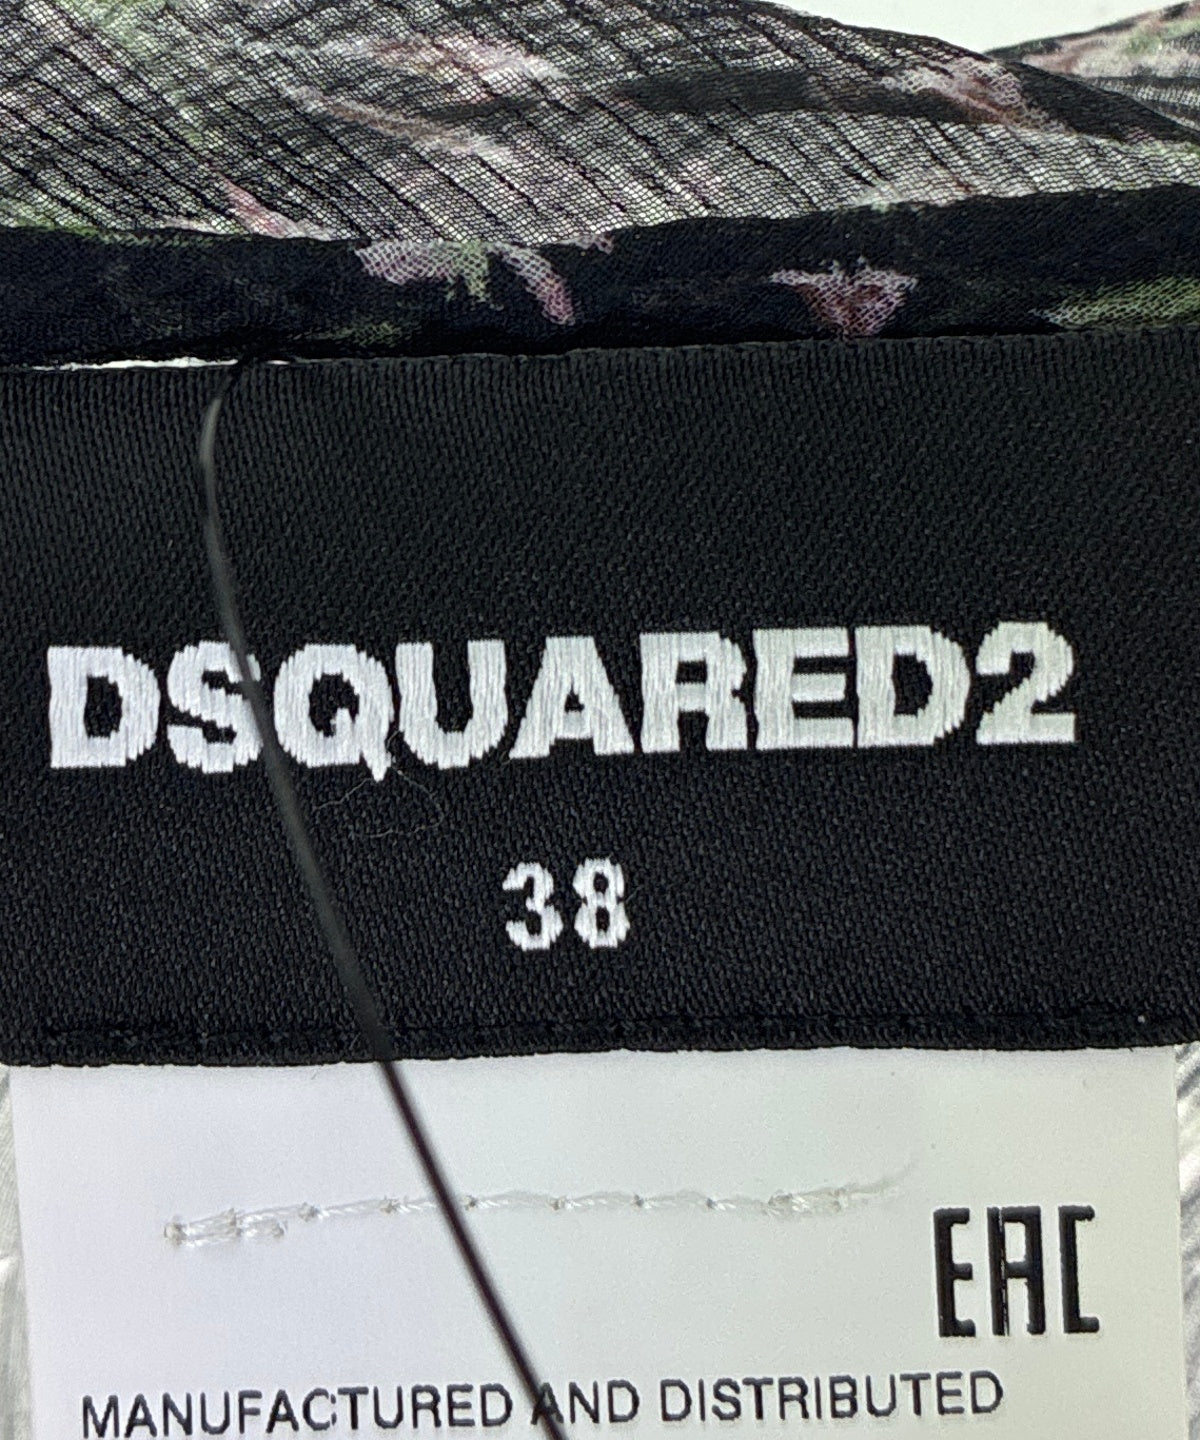 DSQUARED2
38
EAC
MANUFACTURED AND DISTRIBUTED